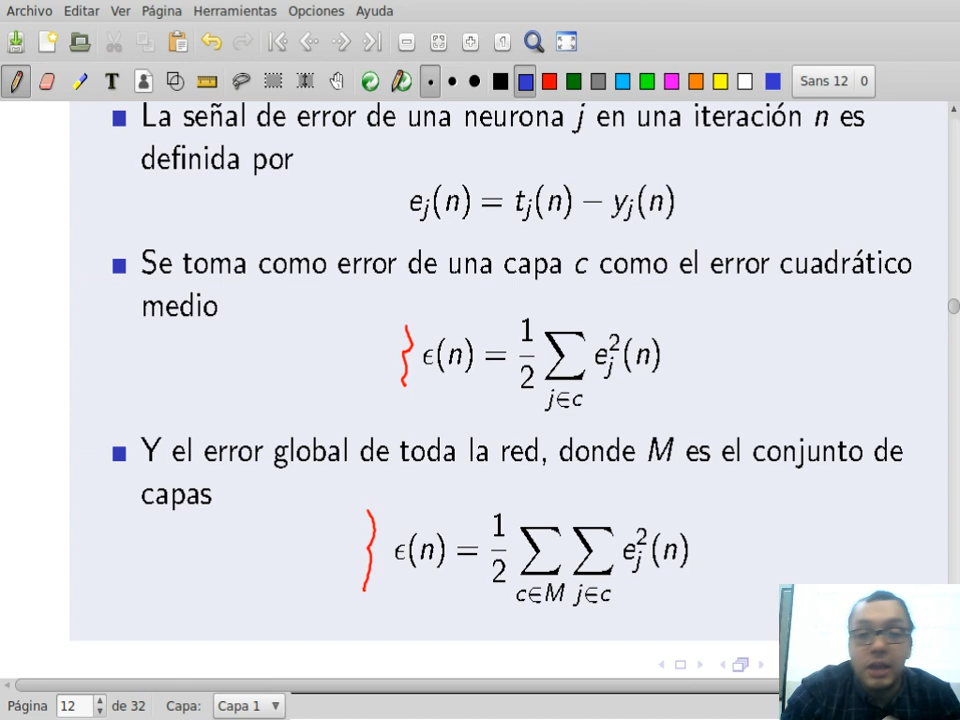 Archivo Editar Ver Página Herramientas Opciones Ayuda
Sans 12 0
La señal de error de una neurona j en una iteración n es
definida por
e_j(n) = t_j(n) − y_j(n)
Se toma como error de una capa c como el error cuadrático
medio
ϵ(n) = 1/2 ∑_{j∈c} e_j^2(n)
Y el error global de toda la red, donde M es el conjunto de
capas
ϵ(n) = 1/2 ∑_{c∈M} ∑_{j∈c} e_j^2(n)
Página 12 de 32 Capa: Capa 1